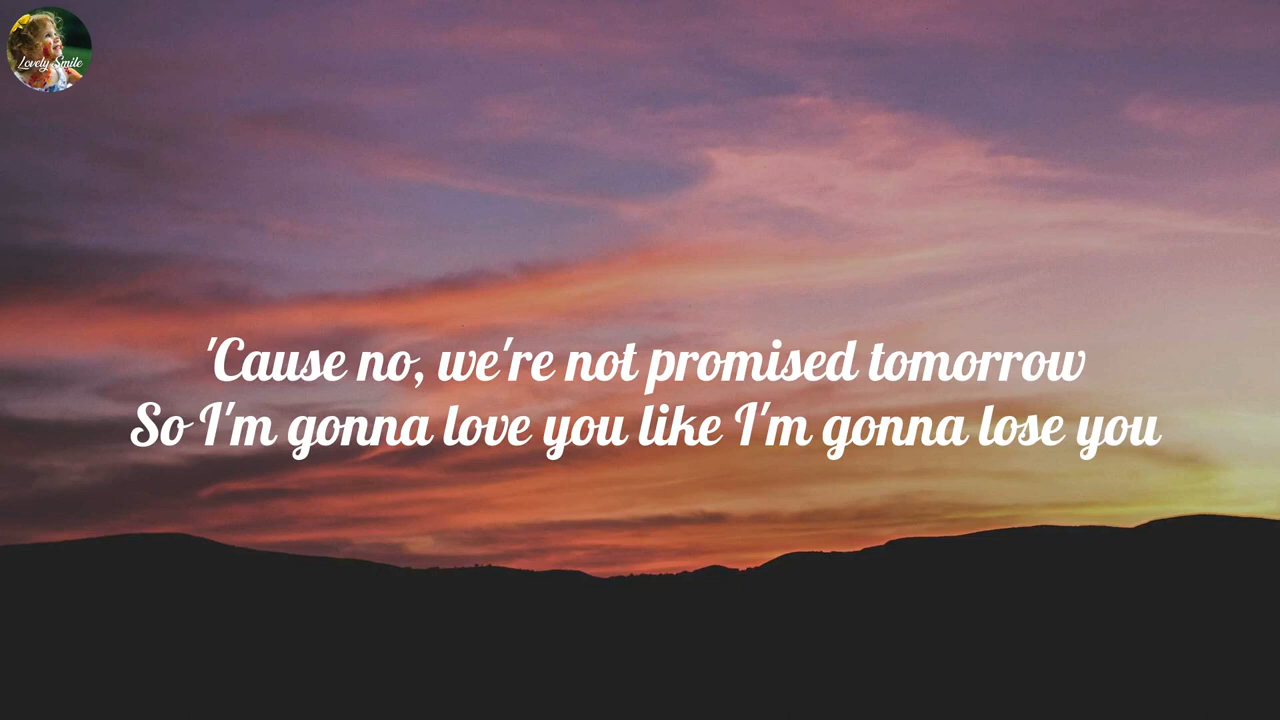 Lovely Smile
'Cause no, we're not promised tomorrow
So I'm gonna love you like I'm gonna lose you